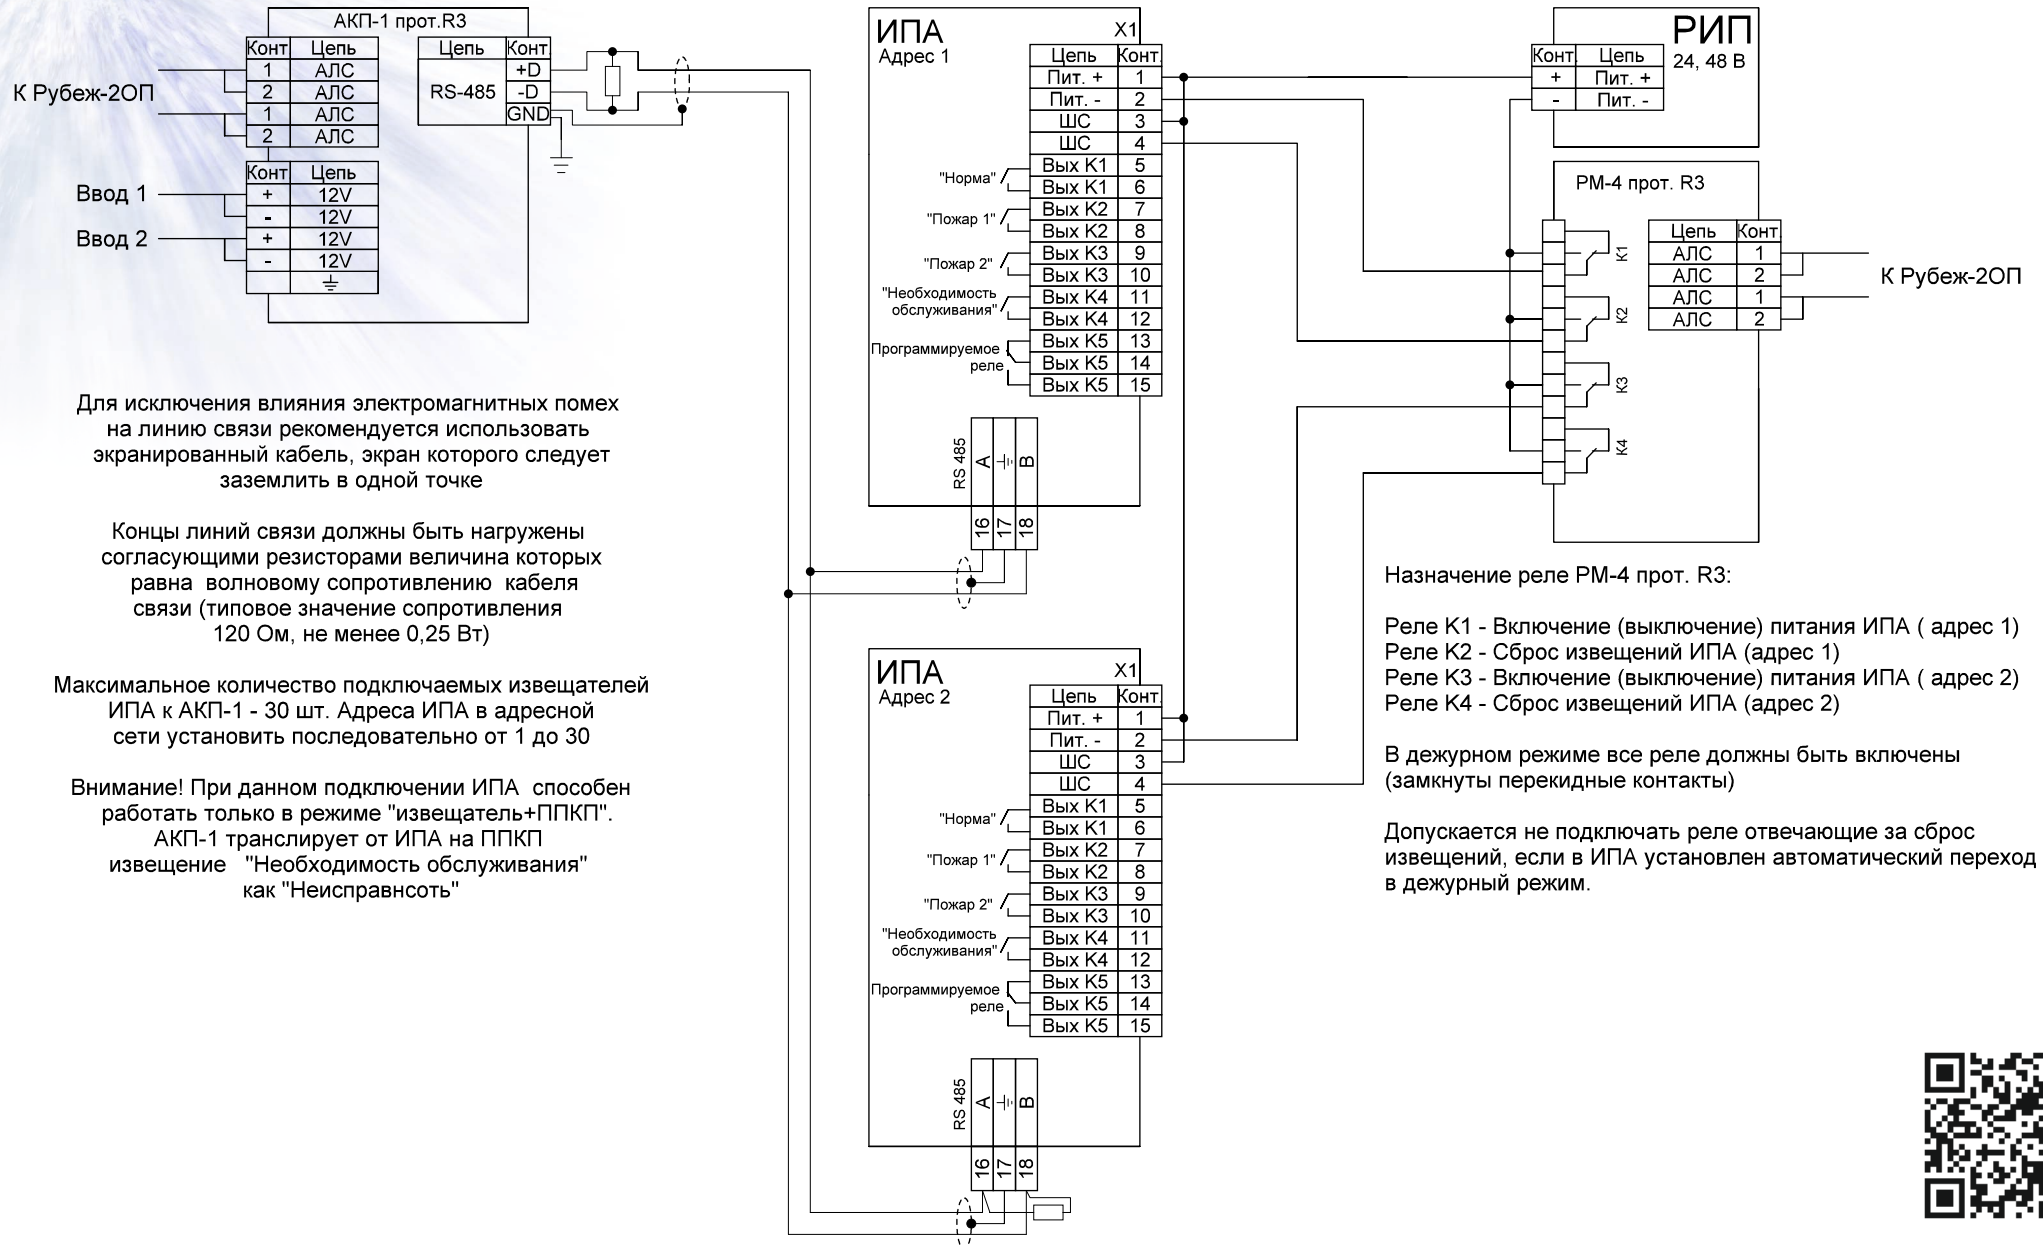 АКП-1 прот.R3
Конт Цепь
1 АЛС
2 АЛС
1 АЛС
2 АЛС
К Рубеж-2ОП
Цепь Конт.
RS-485
+D
-D
GND
Конт Цепь
+ 12V
- 12V
+ 12V
- 12V
Ввод 1
Ввод 2
Для исключения влияния электромагнитных помех
на линию связи рекомендуется использовать
экранированный кабель, экран которого следует
заземлить в одной точке
Концы линий связи должны быть нагружены
согласующими резисторами величина которых
равна волновому сопротивлению кабеля
связи (типовое значение сопротивления
120 Ом, не менее 0,25 Вт)
Максимальное количество подключаемых извещателей
ИПА к АКП-1 - 30 шт. Адреса ИПА в адресной
сети установить последовательно от 1 до 30
Внимание! При данном подключении ИПА способен
работать только в режиме "извещатель+ППКП".
АКП-1 транслирует от ИПА на ППКП
извещение "Необходимость обслуживания"
как "Неисправнсоть"
ИПА
Адрес 1
X1
Цепь Конт.
Пит. + 1
Пит. - 2
ШС 3
ШС 4
Вых К1 5
Вых К1 6
Вых К2 7
Вых К2 8
Вых К3 9
Вых К3 10
Вых К4 11
Вых К4 12
Вых К5 13
Вых К5 14
Вых К5 15
"Норма"
"Пожар 1"
"Пожар 2"
"Необходимость
обслуживания"
Программируемое
реле
RS 485
A B
16 17 18
ИПА
Адрес 2
X1
Цепь Конт.
Пит. + 1
Пит. - 2
ШС 3
ШС 4
Вых К1 5
Вых К1 6
Вых К2 7
Вых К2 8
Вых К3 9
Вых К3 10
Вых К4 11
Вых К4 12
Вых К5 13
Вых К5 14
Вых К5 15
"Норма"
"Пожар 1"
"Пожар 2"
"Необходимость
обслуживания"
Программируемое
реле
RS 485
A B
16 17 18
РИП
24, 48 В
Конт. Цепь
+ Пит. +
- Пит. -
РМ-4 прот. R3
К1
К2
К3
К4
Цепь Конт.
АЛС 1
АЛС 2
АЛС 1
АЛС 2
К Рубеж-2ОП
Назначение реле РМ-4 прот. R3:
Реле К1 - Включение (выключение) питания ИПА ( адрес 1)
Реле К2 - Сброс извещений ИПА (адрес 1)
Реле К3 - Включение (выключение) питания ИПА ( адрес 2)
Реле К4 - Сброс извещений ИПА (адрес 2)
В дежурном режиме все реле должны быть включены
(замкнуты перекидные контакты)
Допускается не подключать реле отвечающие за сброс
извещений, если в ИПА установлен автоматический переход
в дежурный режим.